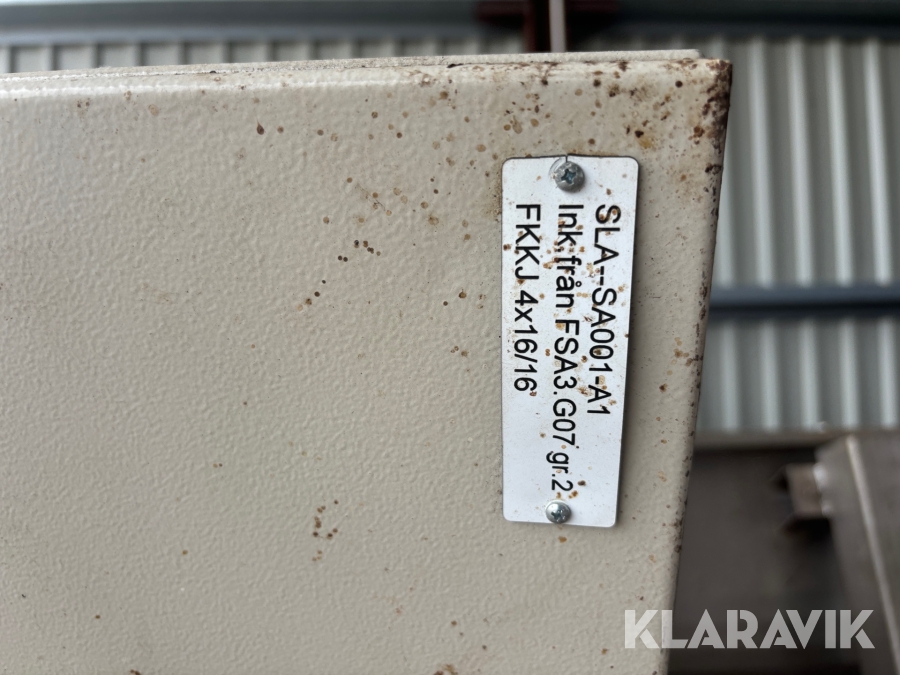 SLA--SA001-A1
Ink. från FSA3.G07 gr.2
FKKJ 4x16/16
KLARAVIK